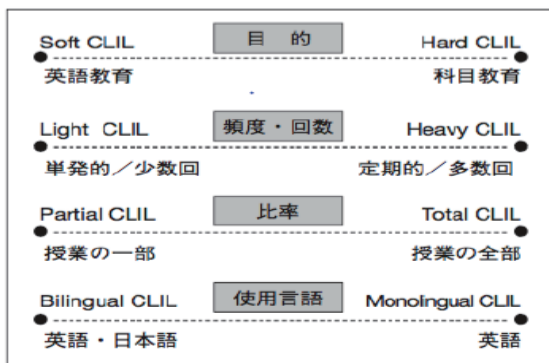 目 的
Soft CLIL Hard CLIL
英語教育 科目教育
頻度・回数
Light CLIL Heavy CLIL
単発的／少数回 定期的／多数回
比率
Partial CLIL Total CLIL
授業の一部 授業の全部
使用言語
Bilingual CLIL Monolingual CLIL
英語・日本語 英語